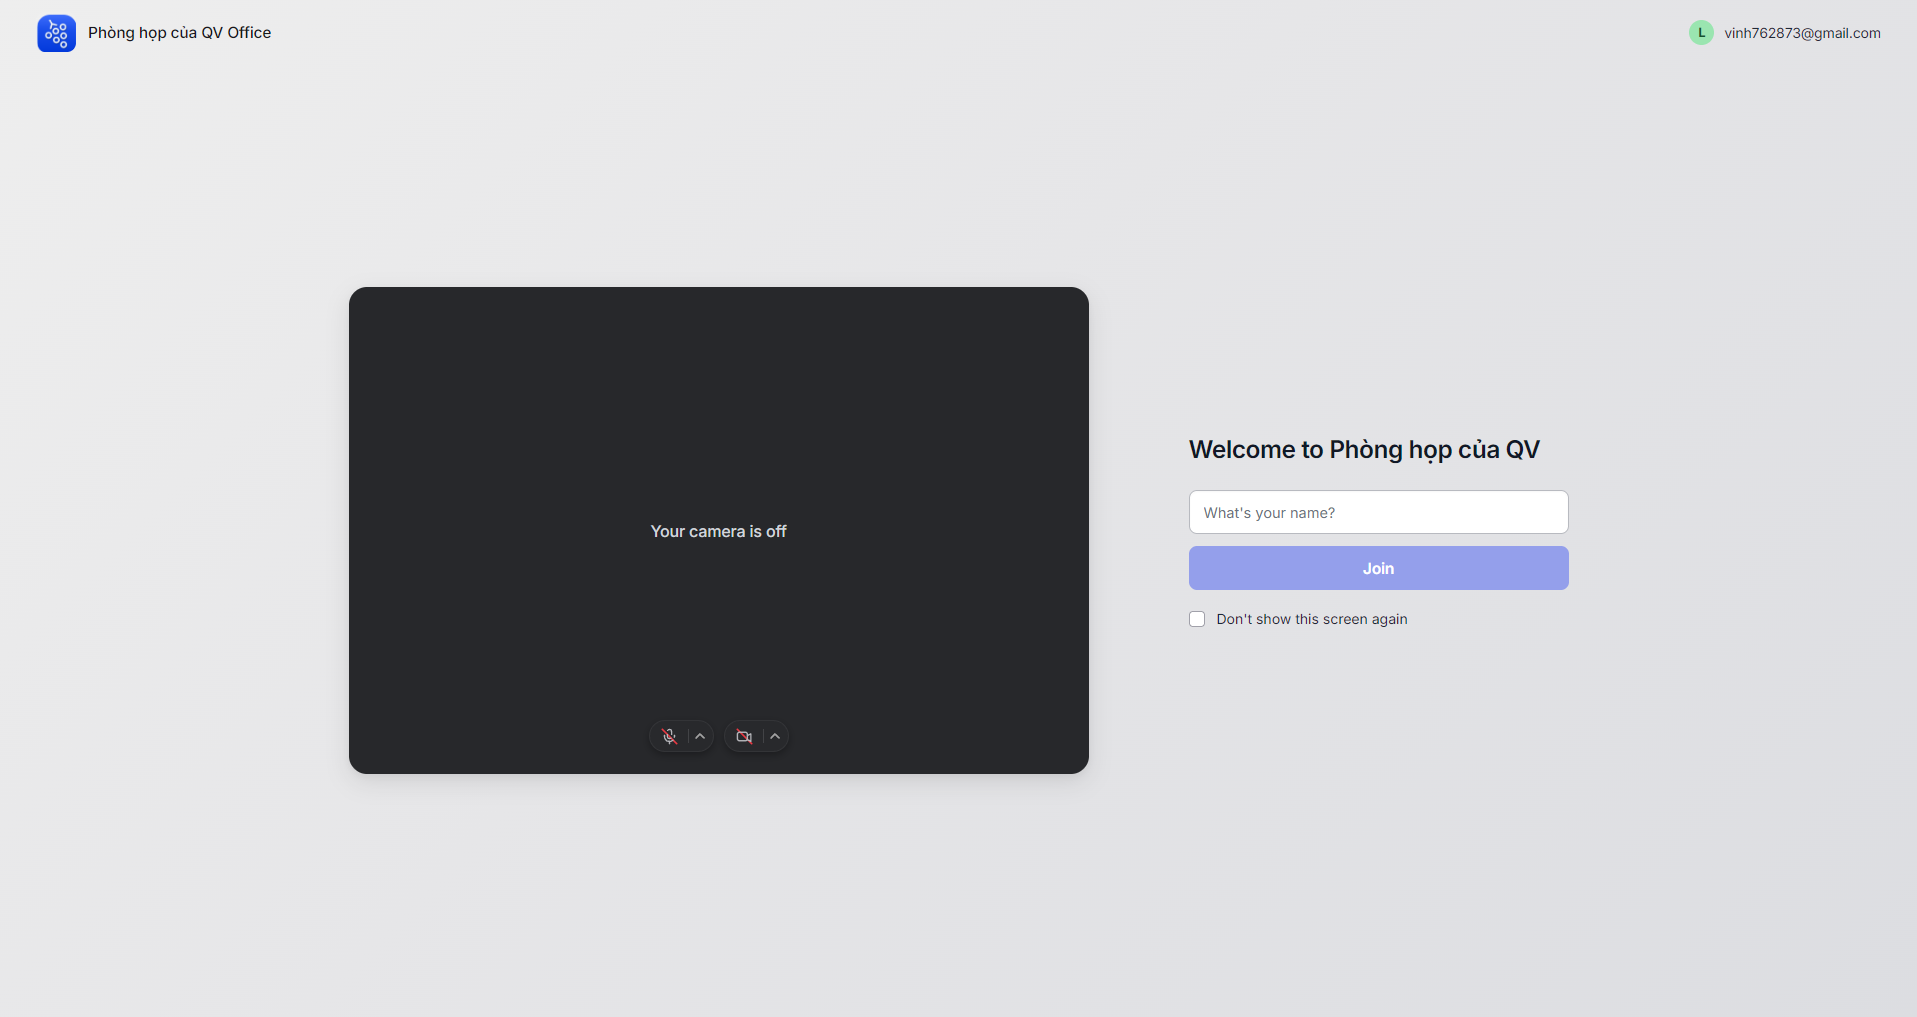 Phòng họp của QV Office
L
vinh762873@gmail.com
Your camera is off
Welcome to Phòng họp của QV
What's your name?
Join
Don't show this screen again